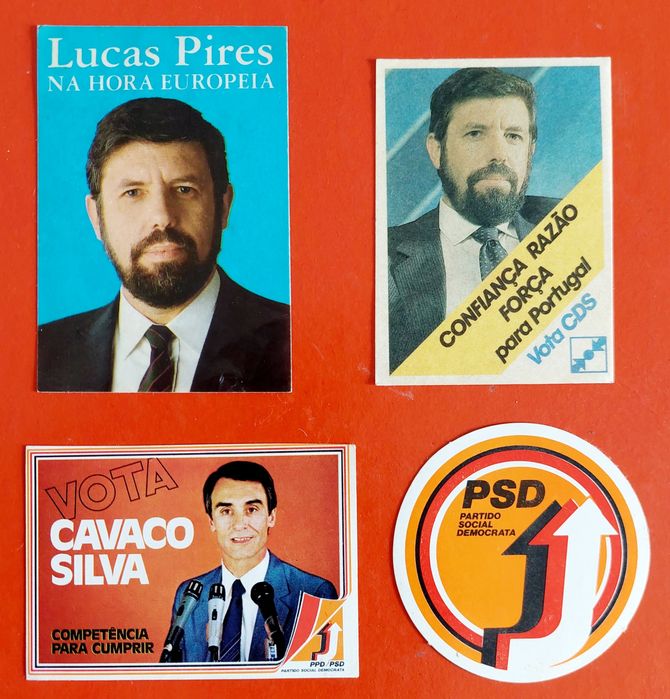 Lucas Pires
NA HORA EUROPEIA
CONFIANÇA RAZÃO
FORÇA
para Portugal
Vota CDS
VOTA
CAVACO
SILVA
COMPETÊNCIA
PARA CUMPRIR
PPD/PSD
PARTIDO SOCIAL DEMOCRATA
PSD
PARTIDO
SOCIAL
DEMOCRATA